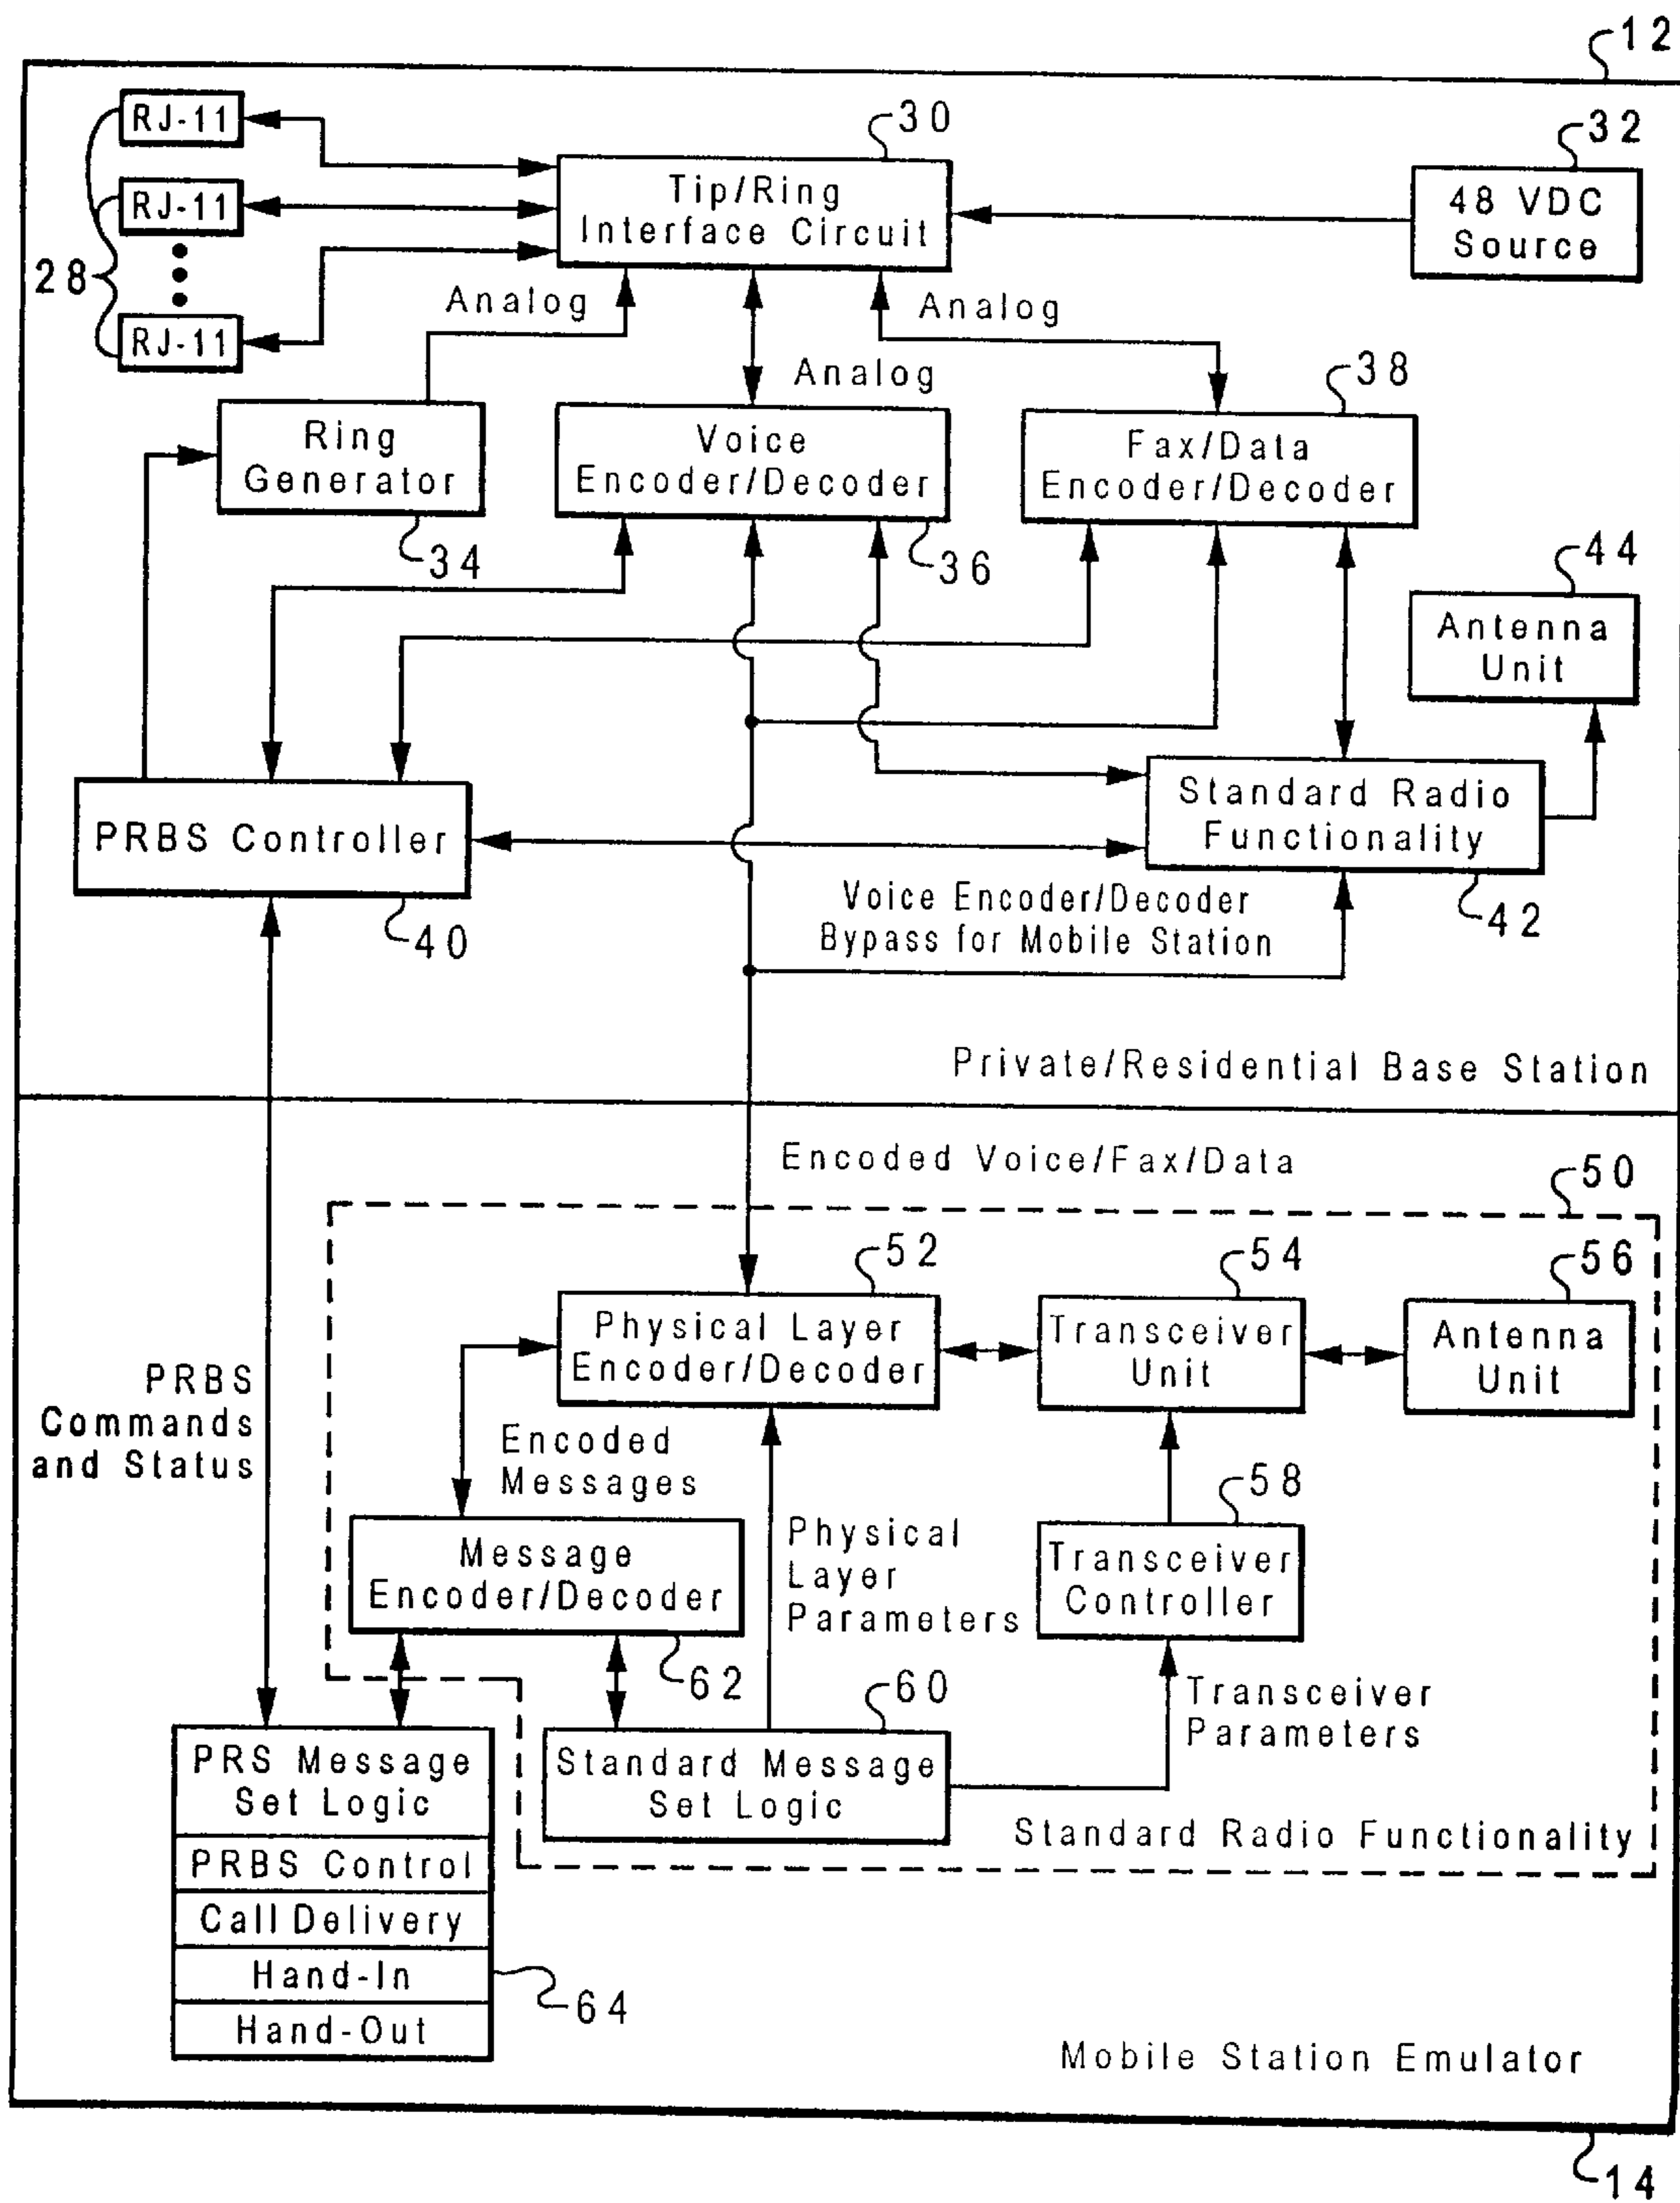 12
RJ-11
30
32
Tip/Ring
Interface Circuit
48 VDC
Source
RJ-11
28
RJ-11
Analog
Analog
Analog
38
Ring
Generator
Voice
Encoder/Decoder
Fax/Data
Encoder/Decoder
34
36
44
Antenna
Unit
PRBS Controller
Standard Radio
Functionality
40
Voice Encoder/Decoder
Bypass for Mobile Station
42
Private/Residential Base Station
Encoded Voice/Fax/Data
50
52
54
56
Physical Layer
Encoder/Decoder
Transceiver
Unit
Antenna
Unit
PRBS
Commands
and Status
Encoded
Messages
58
Physical
Layer
Parameters
Message
Encoder/Decoder
Transceiver
Controller
62
60
Transceiver
Parameters
PRS Message
Set Logic
Standard Message
Set Logic
Standard Radio Functionality
PRBS Control
Call Delivery
Hand-In
64
Hand-Out
Mobile Station Emulator
14